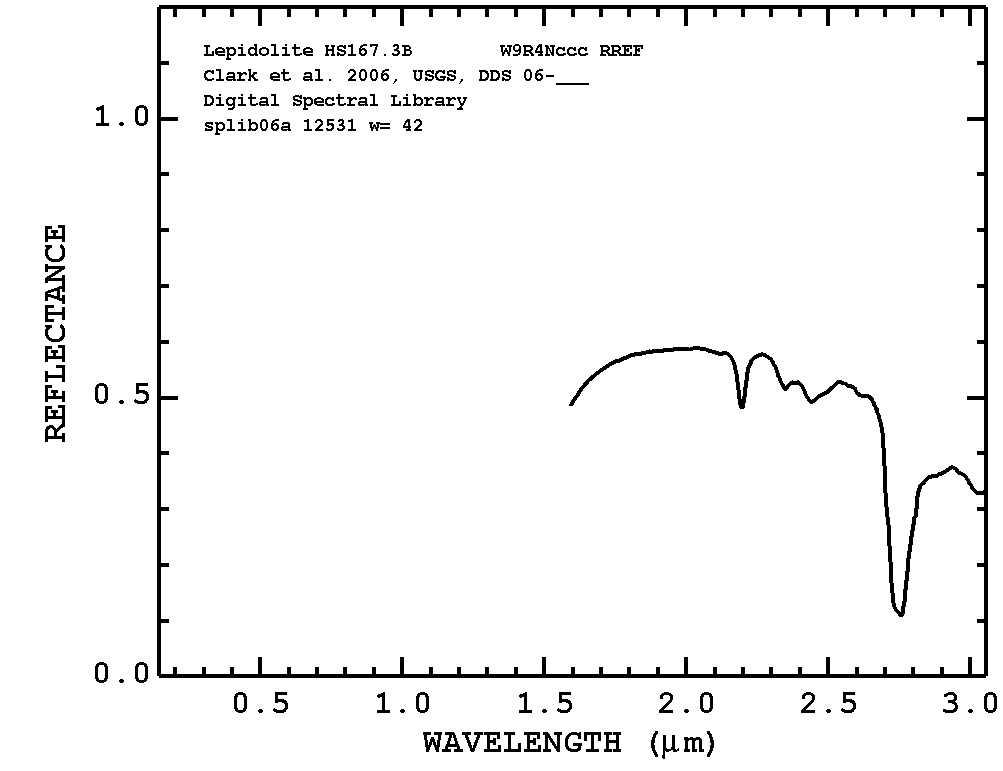 Lepidolite HS167.3B W9R4Nccc RREF
Clark et al. 2006, USGS, DDS 06-___
Digital Spectral Library
splib06a 12531 w= 42
1.0
0.5
0.0
REFLECTANCE
0.5 1.0 1.5 2.0 2.5 3.0
WAVELENGTH (μm)